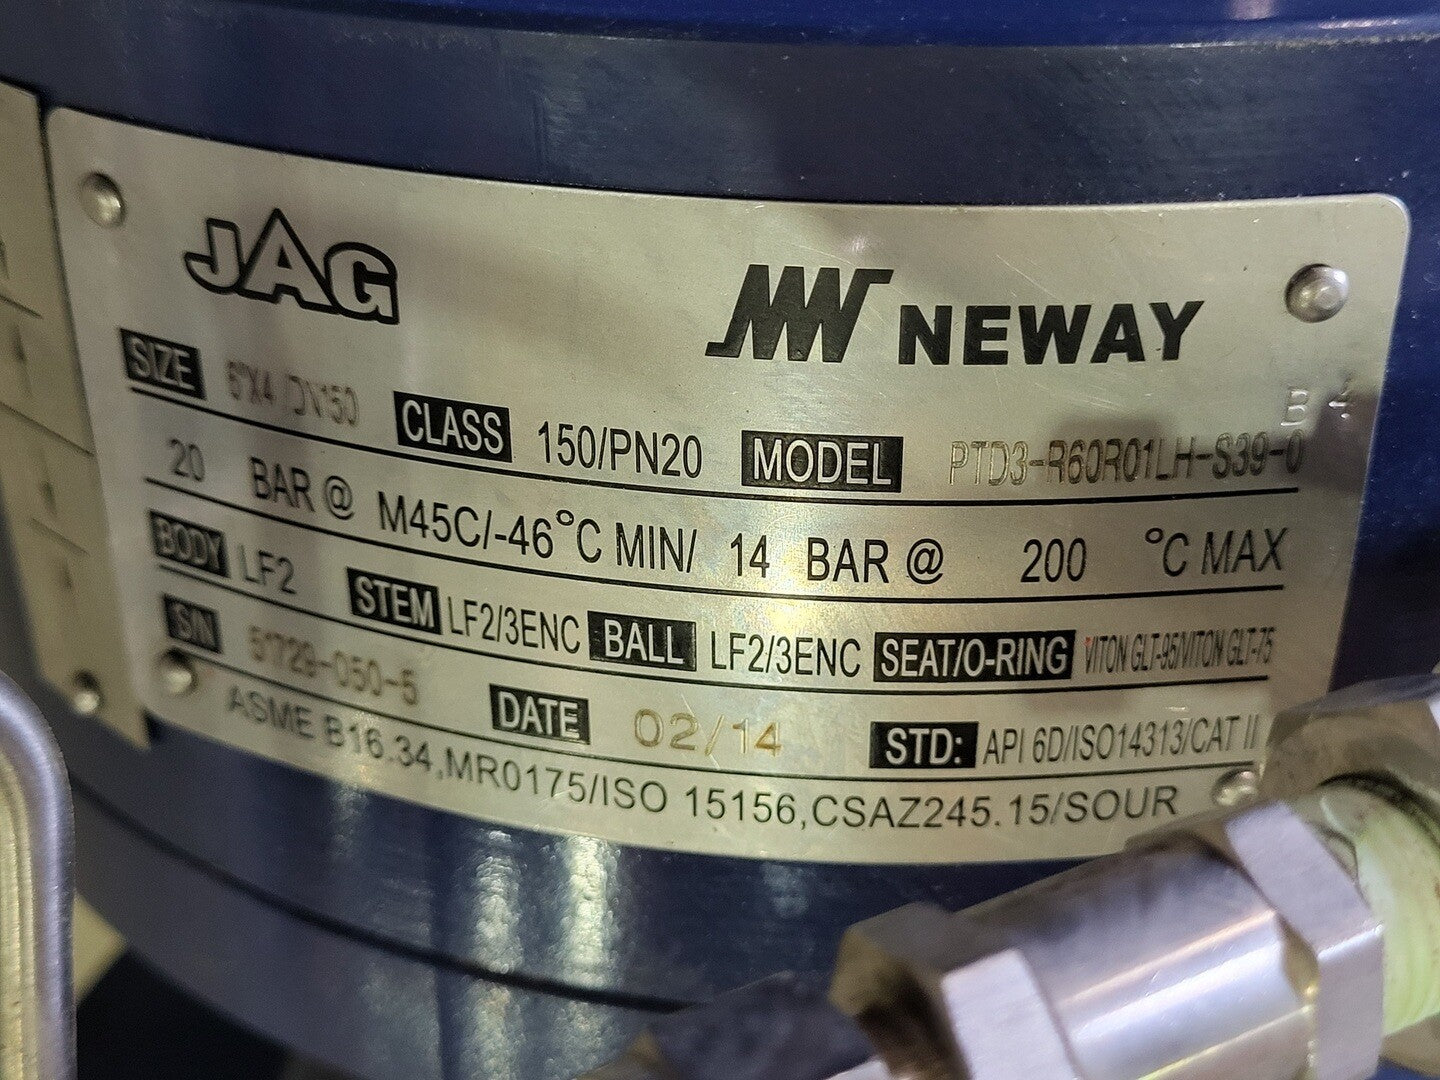 JAG
NEWAY
B 4
SIZE 6"X4"/DN150 CLASS 150/PN20 MODEL PTD3-R60R01LH-S39-0
20 BAR @ M45C/-46°C MIN/ 14 BAR @ 200 °C MAX
BODY LF2 STEM LF2/3ENC BALL LF2/3ENC SEAT/O-RING VITON GLT-95/VITON GLT-75
S/N 51729-050-5 DATE 02/14 STD: API 6D/ISO14313/CAT II
ASME B16.34,MR0175/ISO 15156,CSAZ245.15/SOUR